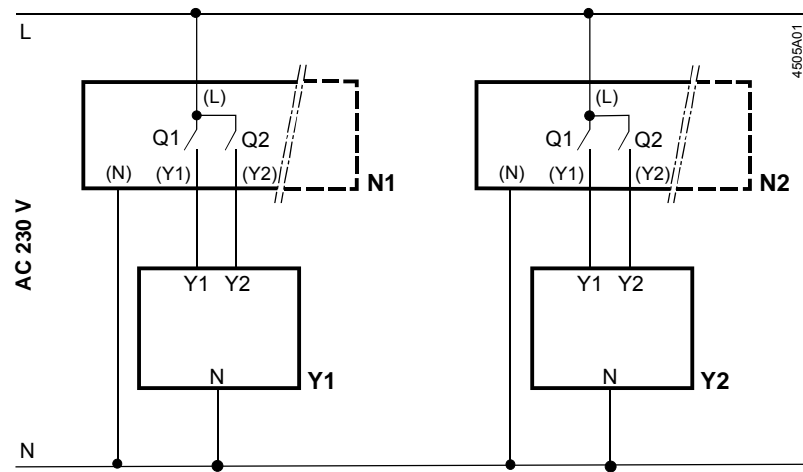 L
4505A01
(L) (L)
Q1 Q2 Q1 Q2
(N) (Y1) (Y2) N1 (N) (Y1) (Y2) N2
AC 230 V
Y1 Y2 Y1 Y2
N Y1 N Y2
N